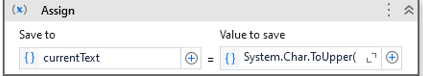 (x) Assign
Save to Value to save
{} currentText = {} System.Char.ToUpper(